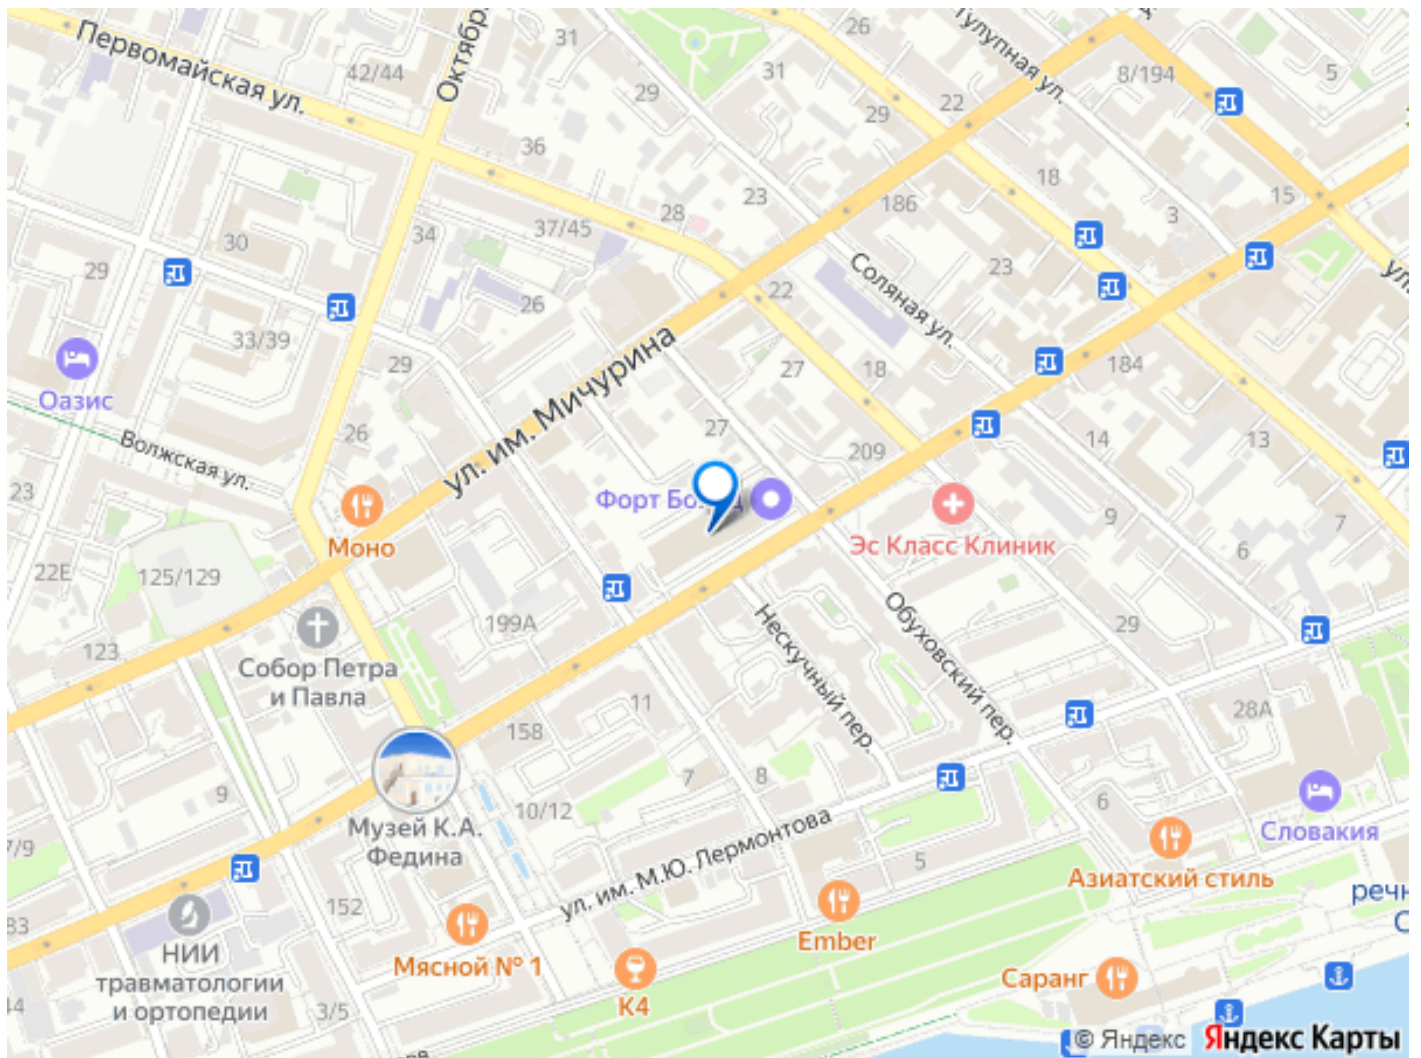 Первомайская ул.
42/44
31
26
Тулупная ул.
31
8/194
5
29
22
29
36
18
15
23
186
28
3
37/45
34
30
Соляная ул.
23
29
22
26
33/39
29
27
18
184
Оазис
ул. им. Мичурина
Волжская ул.
26
27
209
14
13
23
Форт
Моно
Эс Класс Клиник
9
7
6
22Е
125/129
199А
Нескучный пер.
Обуховский пер.
29
123
Собор Петра
и Павла
11
28А
158
7
8
9
10/12
6
Словакия
Музей К.А.
Федина
ул. им. М.Ю. Лермонтова
5
Азиатский стиль
7/9
152
83
Ember
НИИ
травматологии
и ортопедии
Мясной № 1
К4
Саранг
3/5
© Яндекс
Яндекс Карты